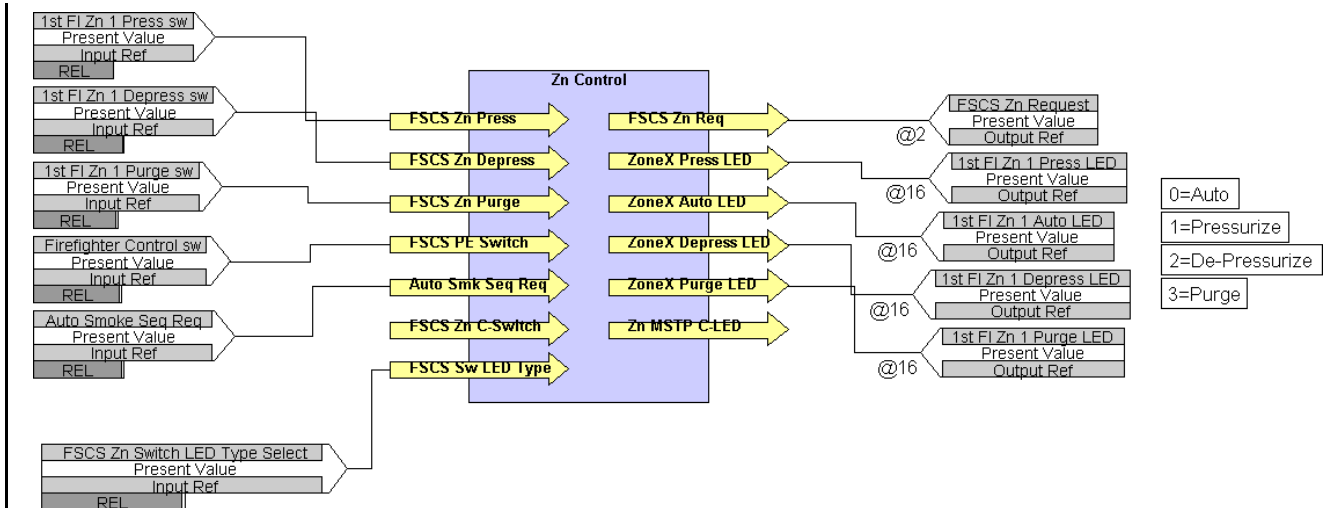 1st Fl Zn 1 Press sw
Present Value
Input Ref
REL
1st Fl Zn 1 Depress sw
Present Value
Input Ref
REL
1st Fl Zn 1 Purge sw
Present Value
Input Ref
REL
Firefighter Control sw
Present Value
Input Ref
REL
Auto Smoke Seq Req
Present Value
Input Ref
REL
FSCS Zn Switch LED Type Select
Present Value
Input Ref
REL
Zn Control
FSCS Zn Press
FSCS Zn Depress
FSCS Zn Purge
FSCS PE Switch
Auto Smk Seq Req
FSCS Zn C-Switch
FSCS Sw LED Type
FSCS Zn Req
ZoneX Press LED
ZoneX Auto LED
ZoneX Depress LED
ZoneX Purge LED
Zn MSTP C-LED
@2
FSCS Zn Request
Present Value
Output Ref
@16
1st Fl Zn 1 Press LED
Present Value
Output Ref
@16
1st Fl Zn 1 Auto LED
Present Value
Output Ref
@16
1st Fl Zn 1 Depress LED
Present Value
Output Ref
@16
1st Fl Zn 1 Purge LED
Present Value
Output Ref
0=Auto
1=Pressurize
2=De-Pressurize
3=Purge